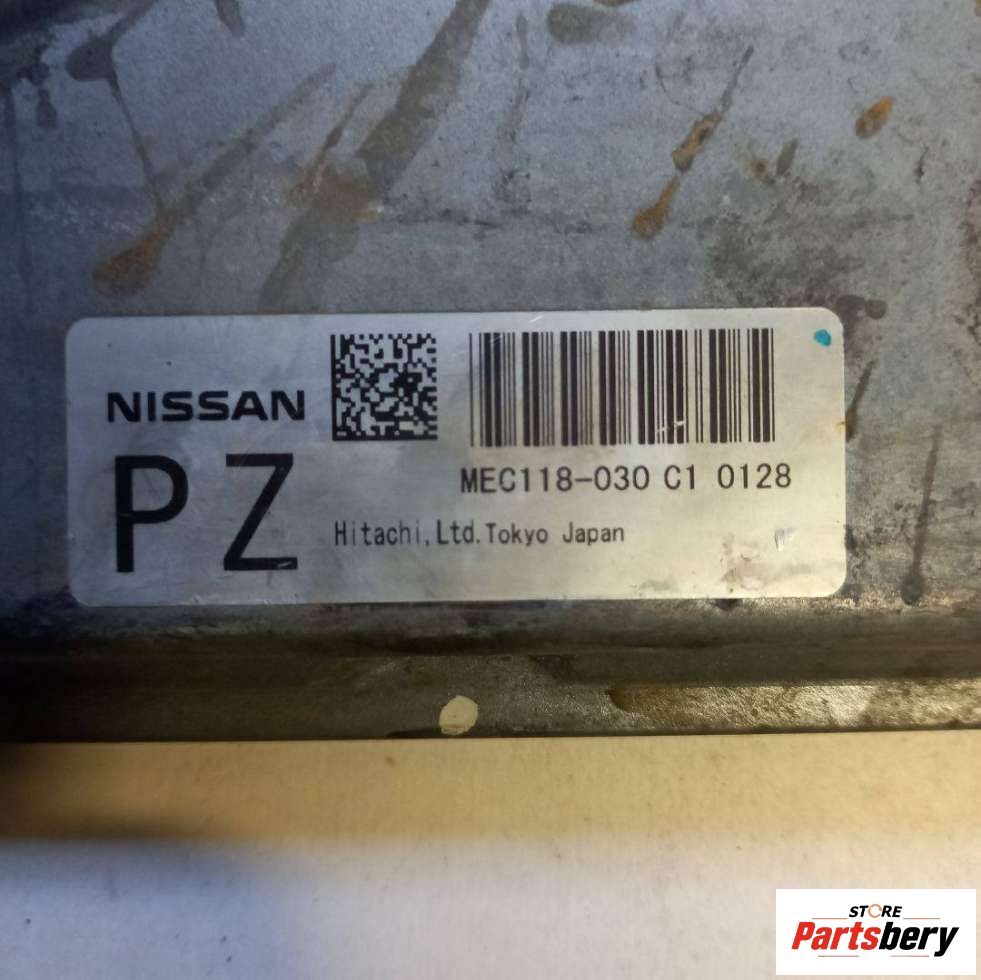 NISSAN
PZ
MEC118-030 C1 0128
Hitachi,Ltd.Tokyo Japan
STORE
Partsbery